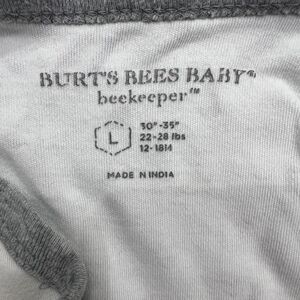 BURT'S BEES BABY®
beekeeper™
L
30"-35"
22-28 lbs
12-18M
MADE IN INDIA